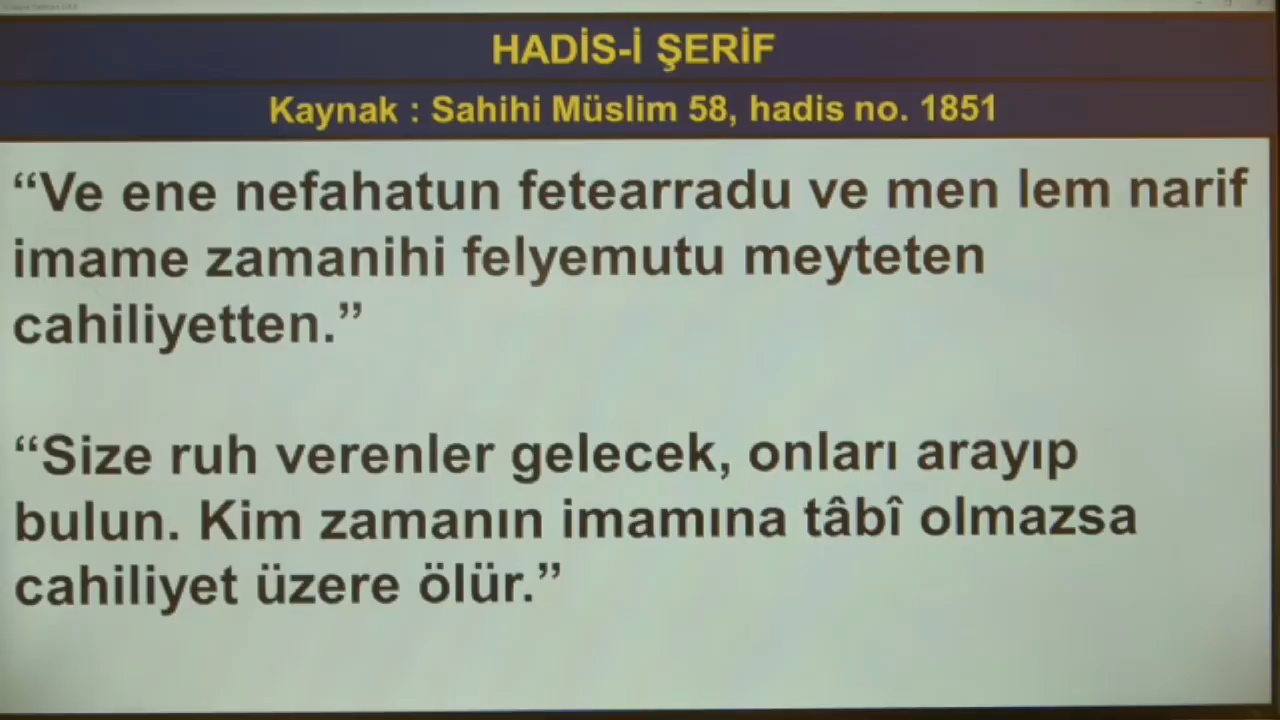 HADİS-İ ŞERİF
Kaynak : Sahihi Müslim 58, hadis no. 1851
“Ve ene nefahatun fetearradu ve men lem narif
imame zamanihi felyemutu meyteten
cahiliyetten.”
“Size ruh verenler gelecek, onları arayıp
bulun. Kim zamanın imamına tâbî olmazsa
cahiliyet üzere ölür.”